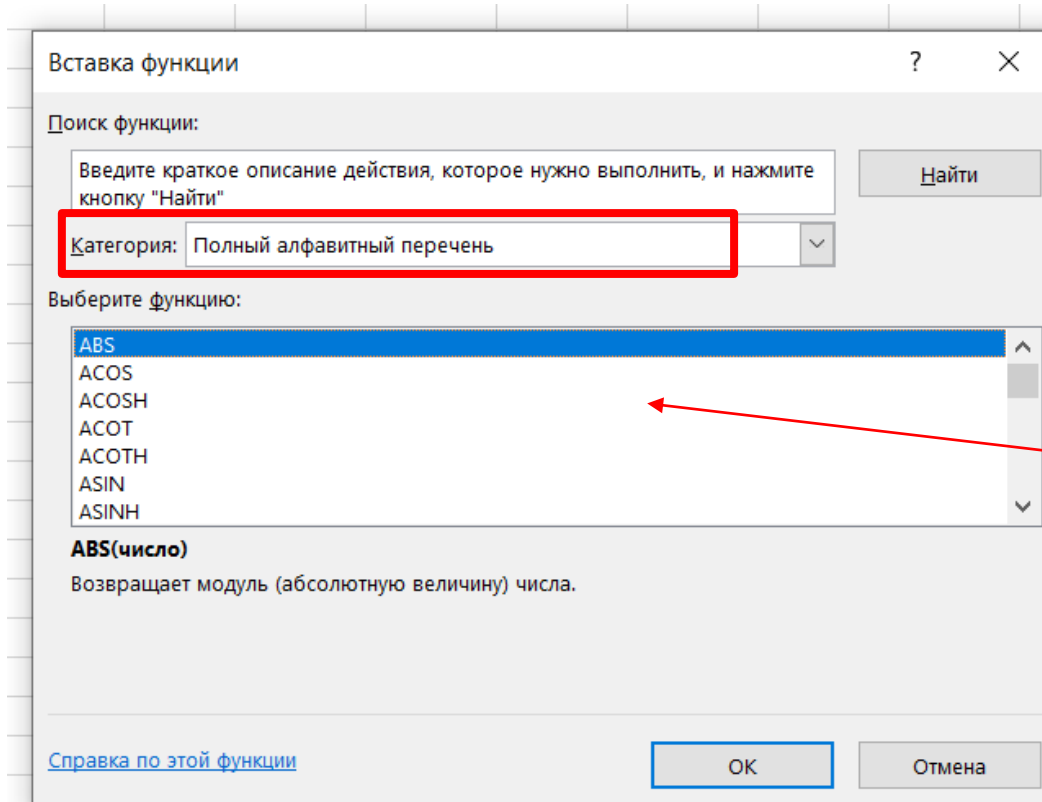 Вставка функции
?
Поиск функции:
Введите краткое описание действия, которое нужно выполнить, и нажмите
кнопку "Найти"
Найти
Категория: Полный алфавитный перечень
Выберите функцию:
ABS
ACOS
ACOSH
ACOT
ACOTH
ASIN
ASINH
ABS(число)
Возвращает модуль (абсолютную величину) числа.
Справка по этой функции
ОК
Отмена